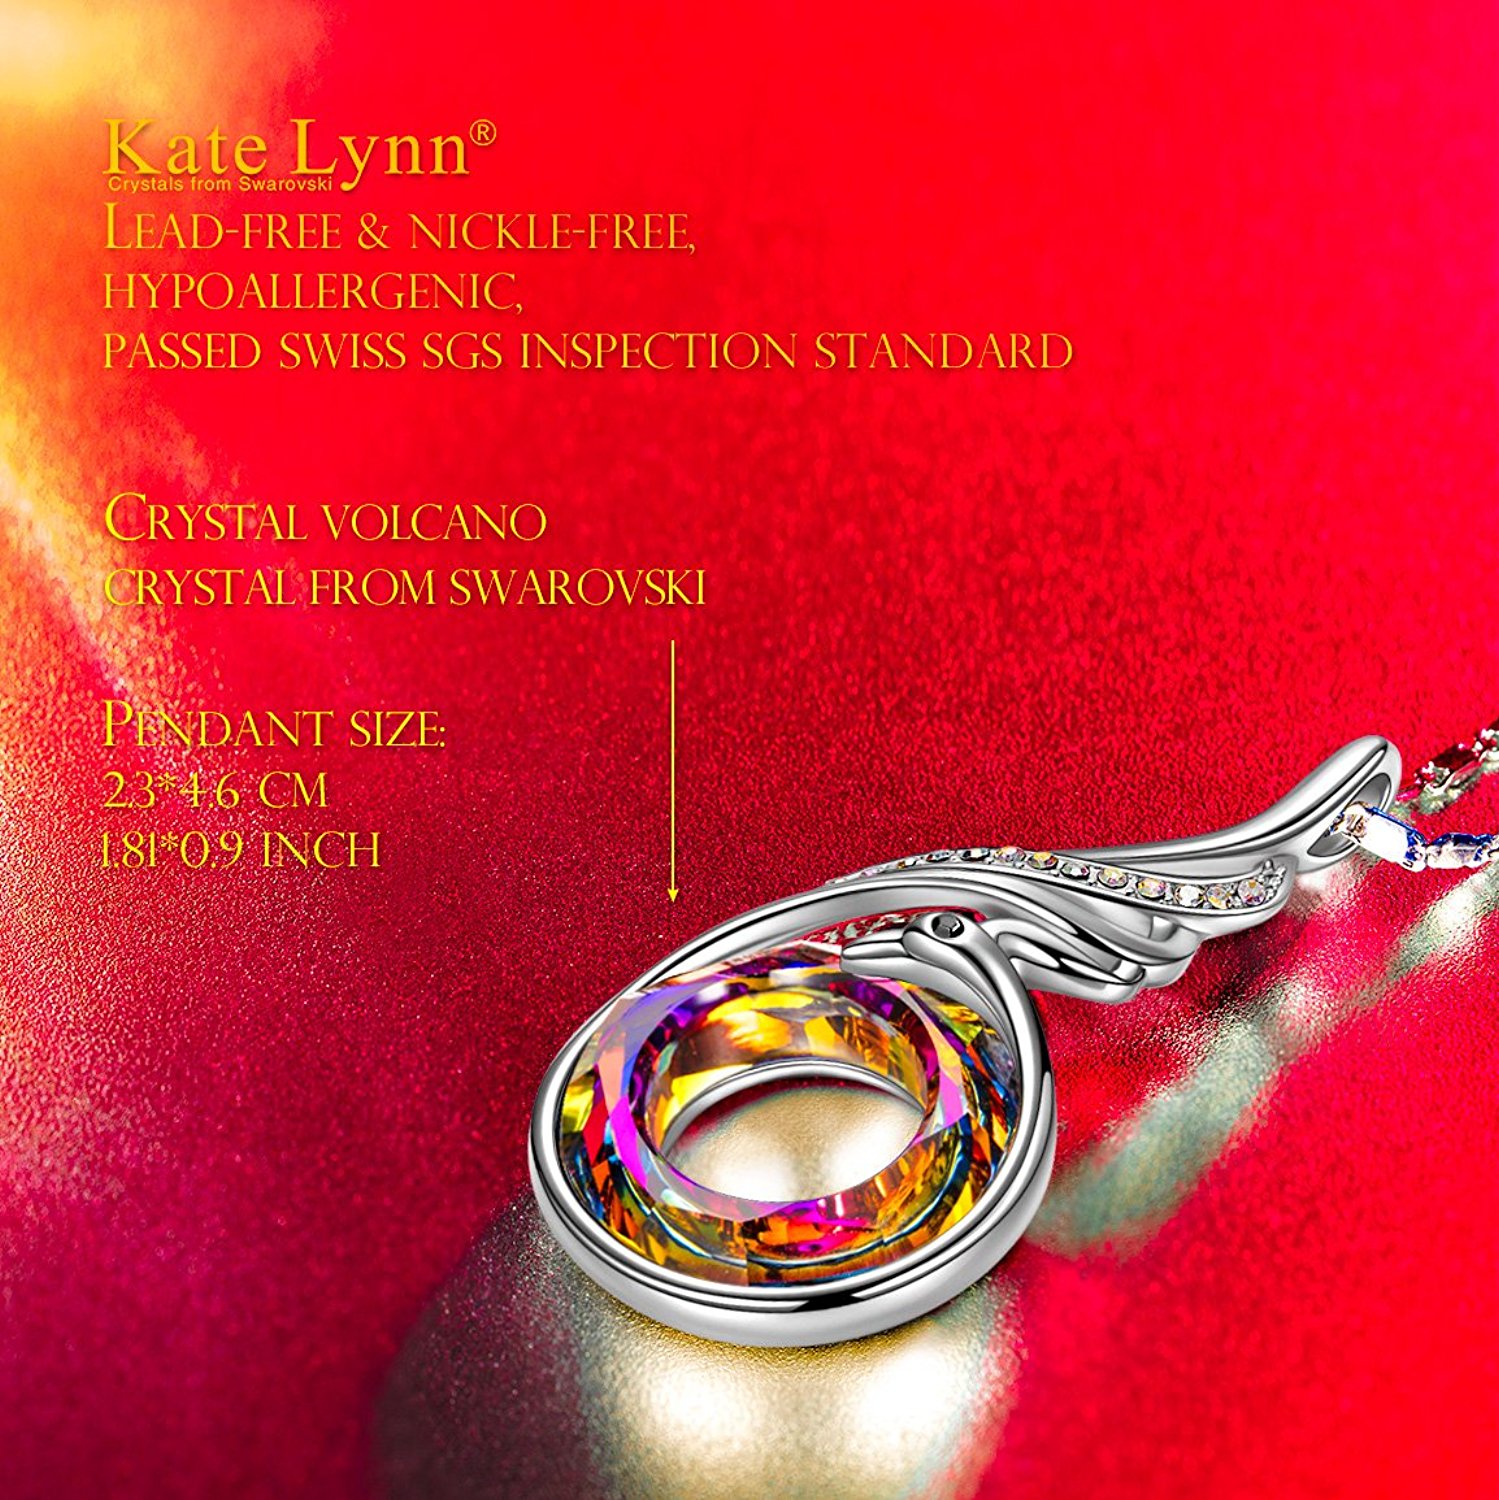 Kate Lynn®
Crystals from Swarovski
Lead-free & nickle-free,
hypoallergenic,
passed swiss sgs inspection standard
Crystal volcano
crystal from swarovski
Pendant size:
2.3*4.6 cm
1.81*0.9 inch